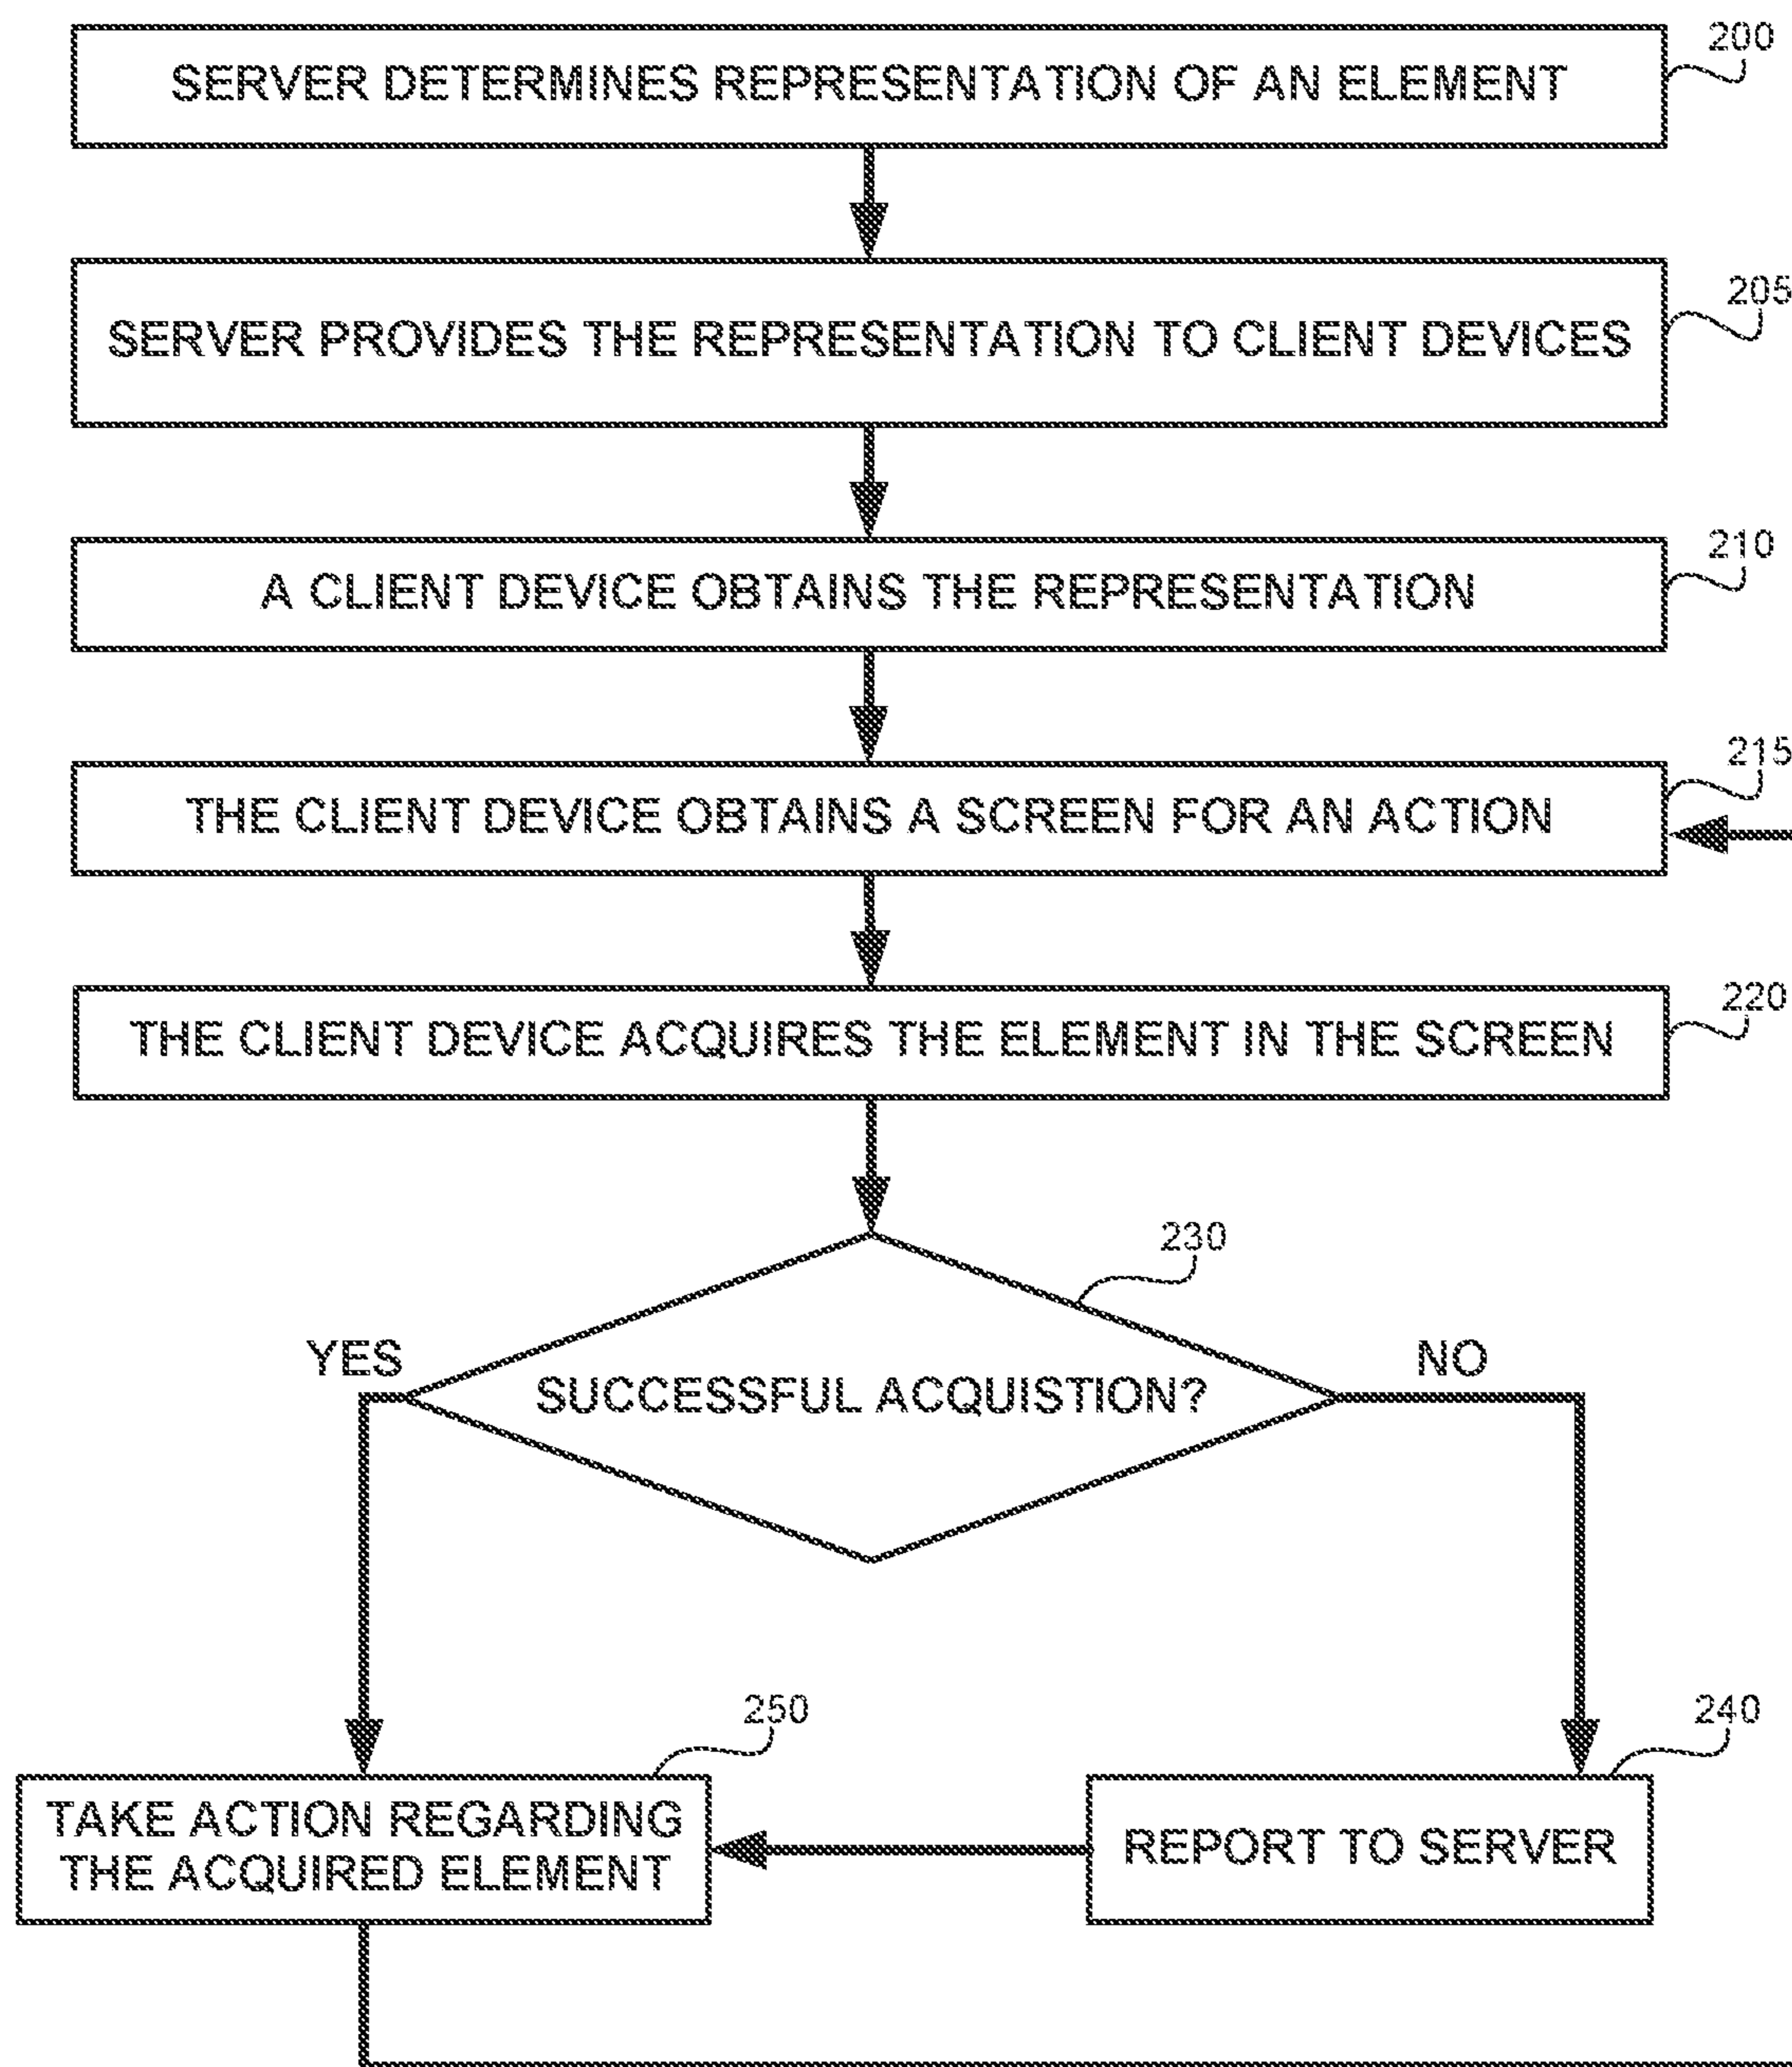 200
SERVER DETERMINES REPRESENTATION OF AN ELEMENT
205
SERVER PROVIDES THE REPRESENTATION TO CLIENT DEVICES
210
A CLIENT DEVICE OBTAINS THE REPRESENTATION
215
THE CLIENT DEVICE OBTAINS A SCREEN FOR AN ACTION
220
THE CLIENT DEVICE ACQUIRES THE ELEMENT IN THE SCREEN
230
YES
NO
SUCCESSFUL ACQUISTION?
250
240
TAKE ACTION REGARDING
THE ACQUIRED ELEMENT
REPORT TO SERVER